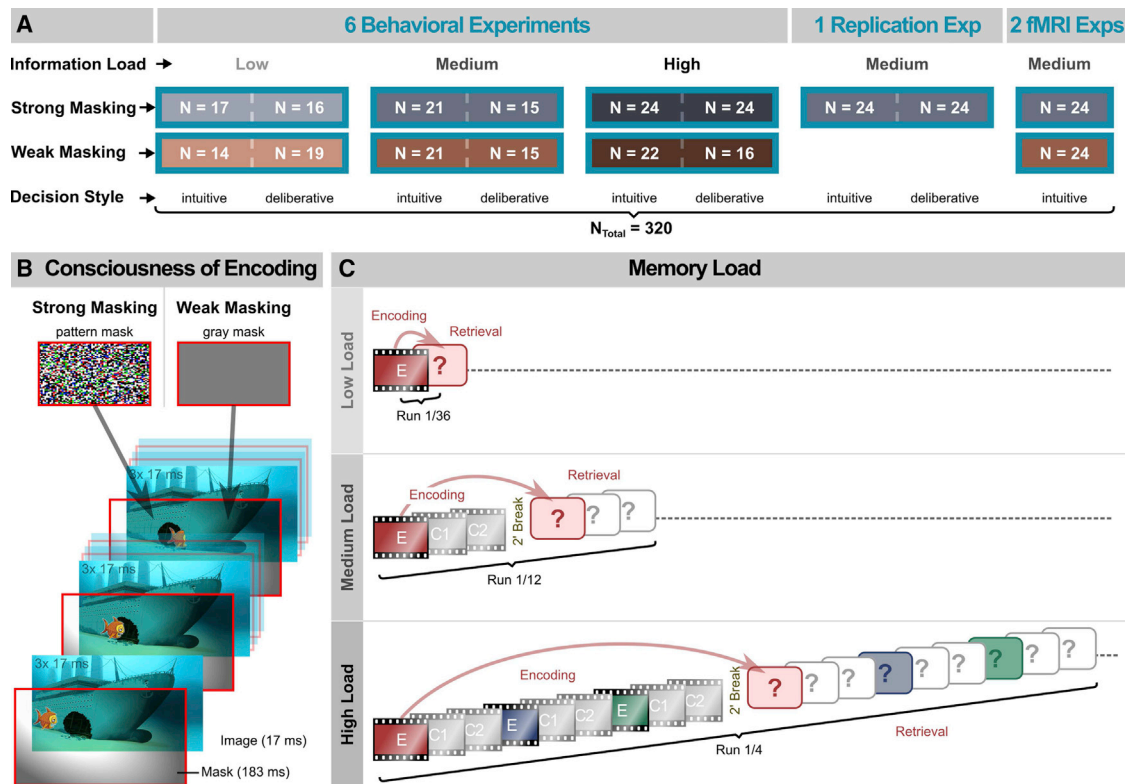 A
6 Behavioral Experiments
1 Replication Exp
2 fMRI Exps
Information Load
Low
Medium
High
Medium
Medium
Strong Masking
N = 17
N = 16
N = 21
N = 15
N = 24
N = 24
N = 24
N = 24
N = 24
Weak Masking
N = 14
N = 19
N = 21
N = 15
N = 22
N = 16
N = 24
Decision Style
intuitive
deliberative
intuitive
deliberative
intuitive
deliberative
intuitive
deliberative
intuitive
NTotal = 320
B Consciousness of Encoding
Strong Masking
Weak Masking
pattern mask
gray mask
3x 17 ms
3x 17 ms
3x 17 ms
Image (17 ms)
Mask (183 ms)
C
Memory Load
Low Load
Encoding
Retrieval
E
?
Run 1/36
Medium Load
Encoding
Retrieval
E
C1
C2
2' Break
?
?
?
Run 1/12
High Load
Encoding
E
C1
C2
E
C1
C2
E
C1
C2
2' Break
?
?
?
?
?
?
?
?
?
Run 1/4
Retrieval